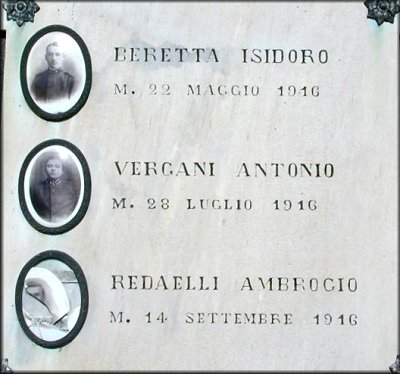 BERETTA ISIDORO
M. 22 MAGGIO 1916
VERGANI ANTONIO
M. 28 LUGLIO 1916
REDAELLI AMBROGIO
M. 14 SETTEMBRE 1916